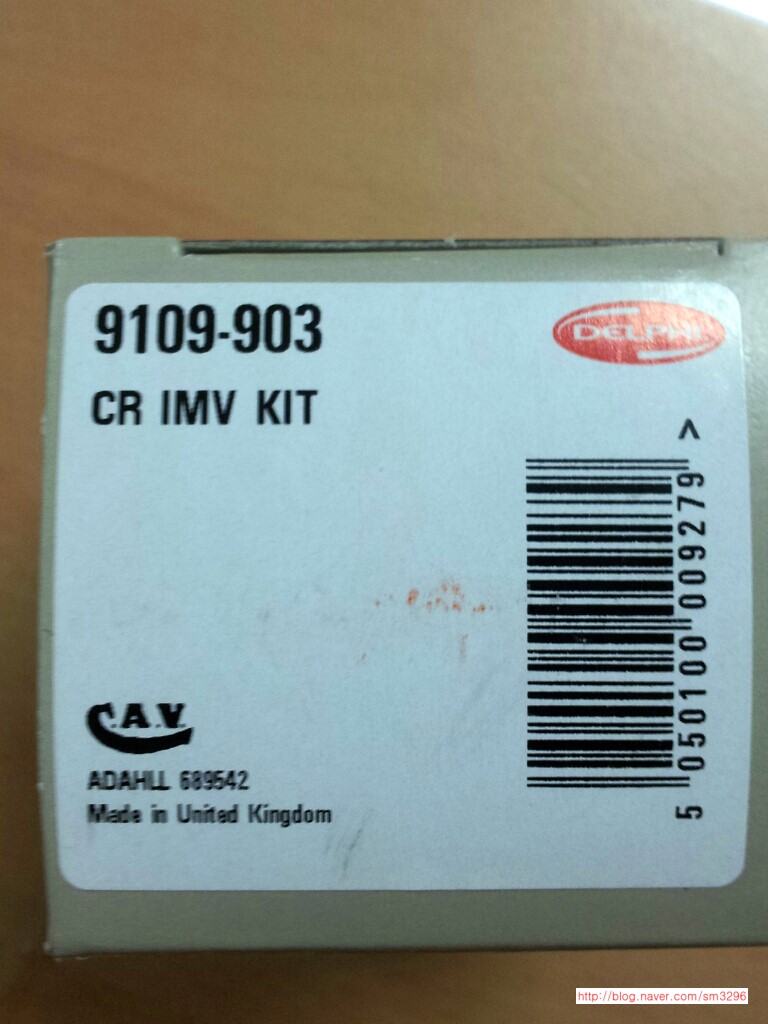 9109-903
DELPHI
CR IMV KIT
5 050100 009279 >
C.A.V.
ADAHLL 689542
Made in United Kingdom
http://blog.naver.com/sm3296